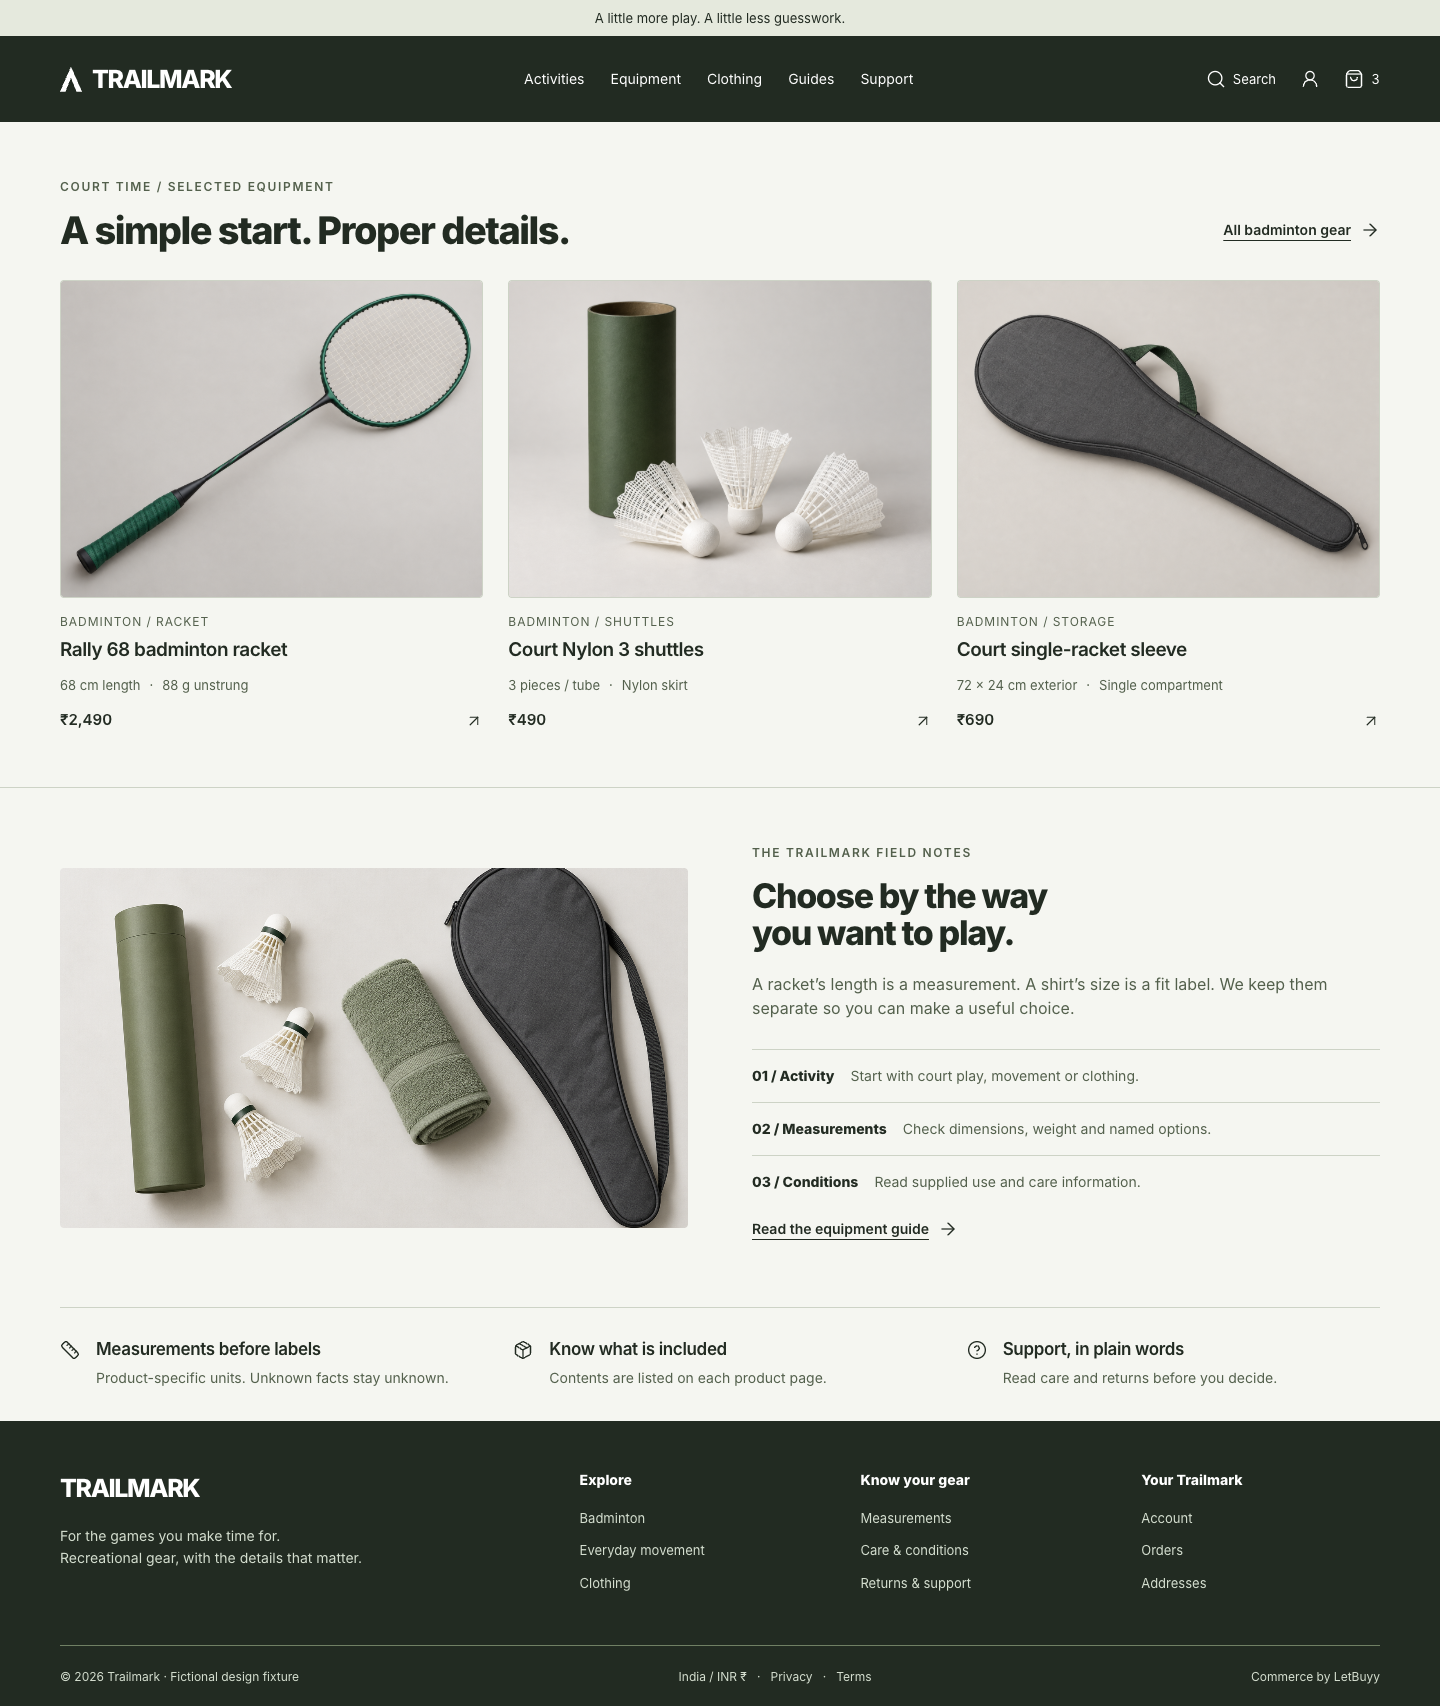 A little more play. A little less guesswork.
TRAILMARK
Activities Equipment Clothing Guides Support
Search
3
COURT TIME / SELECTED EQUIPMENT
A simple start. Proper details.
All badminton gear
BADMINTON / RACKET
Rally 68 badminton racket
68 cm length · 88 g unstrung
₹2,490
BADMINTON / SHUTTLES
Court Nylon 3 shuttles
3 pieces / tube · Nylon skirt
₹490
BADMINTON / STORAGE
Court single-racket sleeve
72 × 24 cm exterior · Single compartment
₹690
THE TRAILMARK FIELD NOTES
Choose by the way
you want to play.
A racket’s length is a measurement. A shirt’s size is a fit label. We keep them
separate so you can make a useful choice.
01 / Activity Start with court play, movement or clothing.
02 / Measurements Check dimensions, weight and named options.
03 / Conditions Read supplied use and care information.
Read the equipment guide
Measurements before labels
Product-specific units. Unknown facts stay unknown.
Know what is included
Contents are listed on each product page.
Support, in plain words
Read care and returns before you decide.
TRAILMARK
For the games you make time for.
Recreational gear, with the details that matter.
Explore
Badminton
Everyday movement
Clothing
Know your gear
Measurements
Care & conditions
Returns & support
Your Trailmark
Account
Orders
Addresses
© 2026 Trailmark · Fictional design fixture
India / INR ₹ · Privacy · Terms
Commerce by LetBuyy